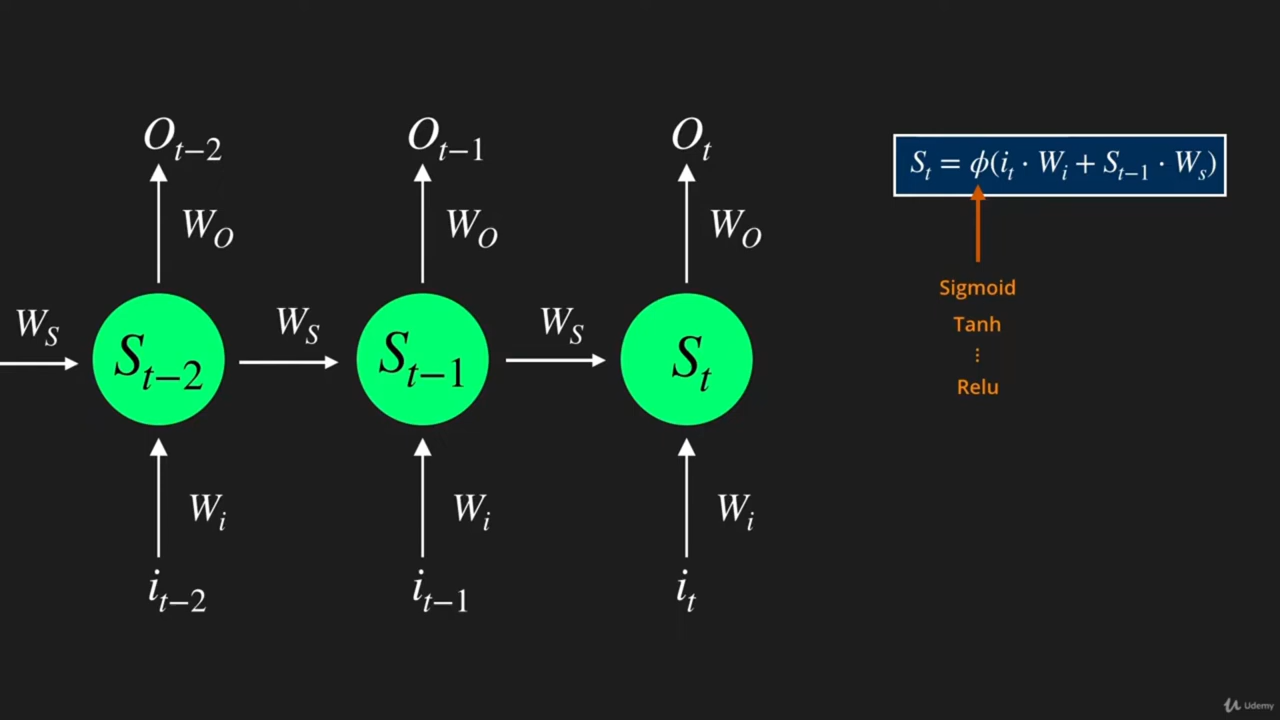 O_{t-2} O_{t-1} O_t
S_t = ϕ(i_t · W_i + S_{t-1} · W_s)
W_O W_O W_O
Sigmoid
W_S W_S W_S
Tanh
⋮
S_{t-2} S_{t-1} S_t
Relu
W_i W_i W_i
i_{t-2} i_{t-1} i_t
Udemy